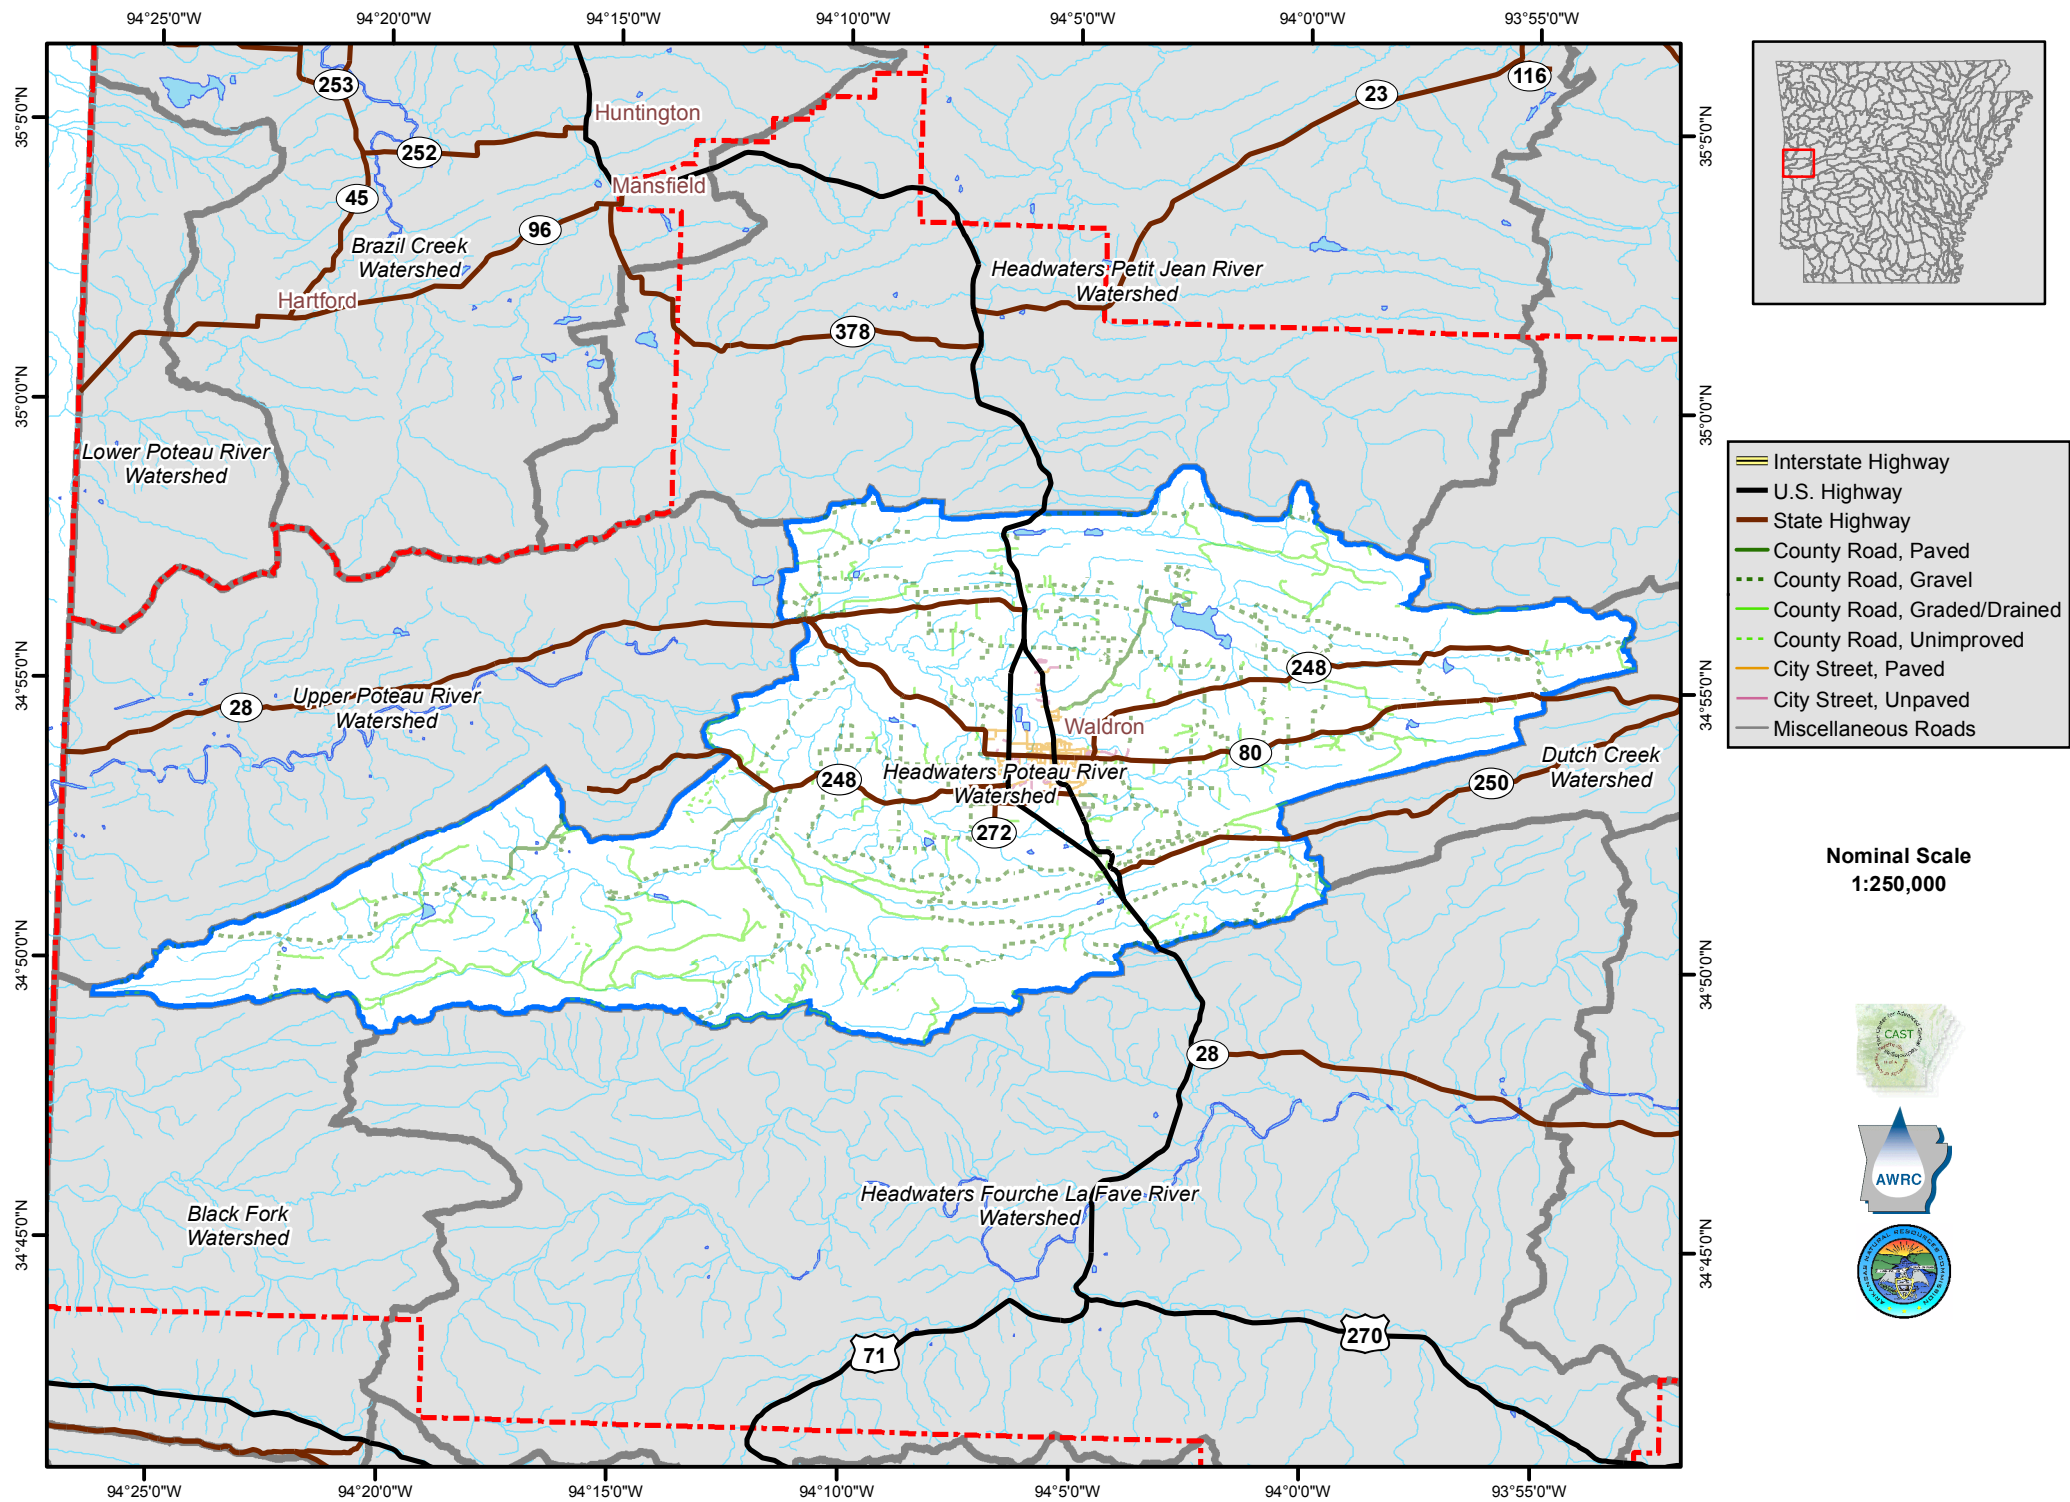 94°25'0"W
94°20'0"W
94°15'0"W
94°10'0"W
94°5'0"W
94°0'0"W
93°55'0"W
35°5'0"N
35°0'0"N
34°55'0"N
34°50'0"N
34°45'0"N
253
Huntington
252
Mansfield
45
96
Brazil Creek
Watershed
Hartford
23
116
Headwaters Petit Jean River
Watershed
378
Lower Poteau River
Watershed
28
Upper Poteau River
Watershed
248
Waldron
80
Headwaters Poteau River
Watershed
248
272
Dutch Creek
Watershed
250
28
Headwaters Fourche La Fave River
Watershed
Black Fork
Watershed
71
270
35°5'0"N
35°0'0"N
34°55'0"N
34°50'0"N
34°45'0"N
94°25'0"W
94°20'0"W
94°15'0"W
94°10'0"W
94°5'0"W
94°0'0"W
93°55'0"W
Interstate Highway
U.S. Highway
State Highway
County Road, Paved
County Road, Gravel
County Road, Graded/Drained
County Road, Unimproved
City Street, Paved
City Street, Unpaved
Miscellaneous Roads
Nominal Scale
1:250,000
CAST
AWRC
ARKANSAS NATURAL RESOURCES COMMISSION